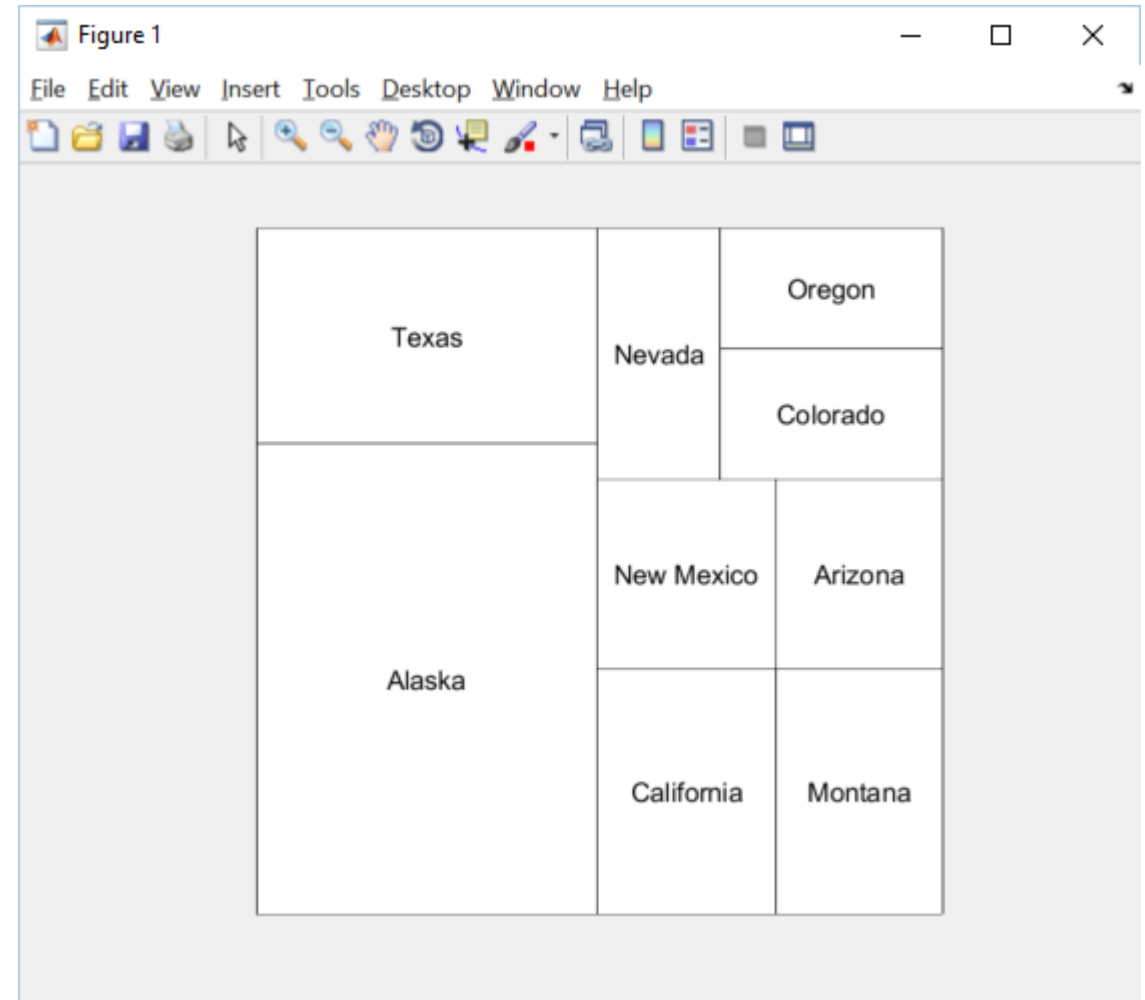 Figure 1
File Edit View Insert Tools Desktop Window Help
Texas
Nevada
Oregon
Colorado
New Mexico
Arizona
Alaska
California
Montana